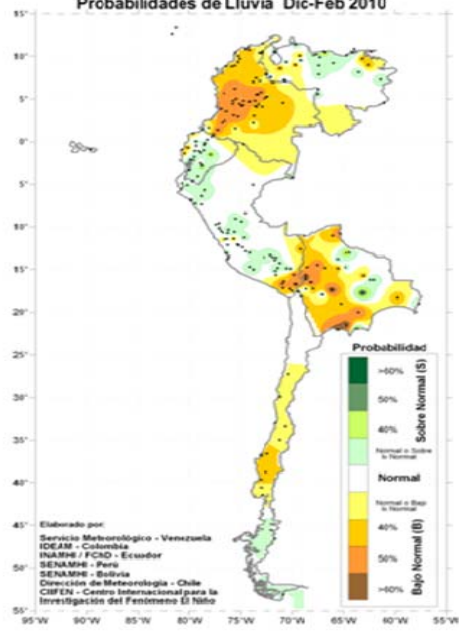 Probabilidades de Lluvia Dic-Feb 2010
15°
10°
5°
0°
5°
10°
15°
20°
25°
30°
35°
40°
45°
50°
55°
95°W
90°W
85°W
80°W
75°W
70°W
65°W
60°W
55°W
Probabilidad
>60%
50%
40%
Normal o Sobre lo Normal
Normal
Normal o Bajo lo Normal
40%
50%
>60%
Sobre Normal (S)
Bajo Normal (B)
Elaborado por:
Servicio Meteorológico - Venezuela
IDEAM - Colombia
INAMHI / FChD - Ecuador
SENAMHI - Perú
SENAMHI - Bolivia
Dirección de Meteorología - Chile
CIIFEN - Centro Internacional para la
Investigación del Fenómeno El Niño